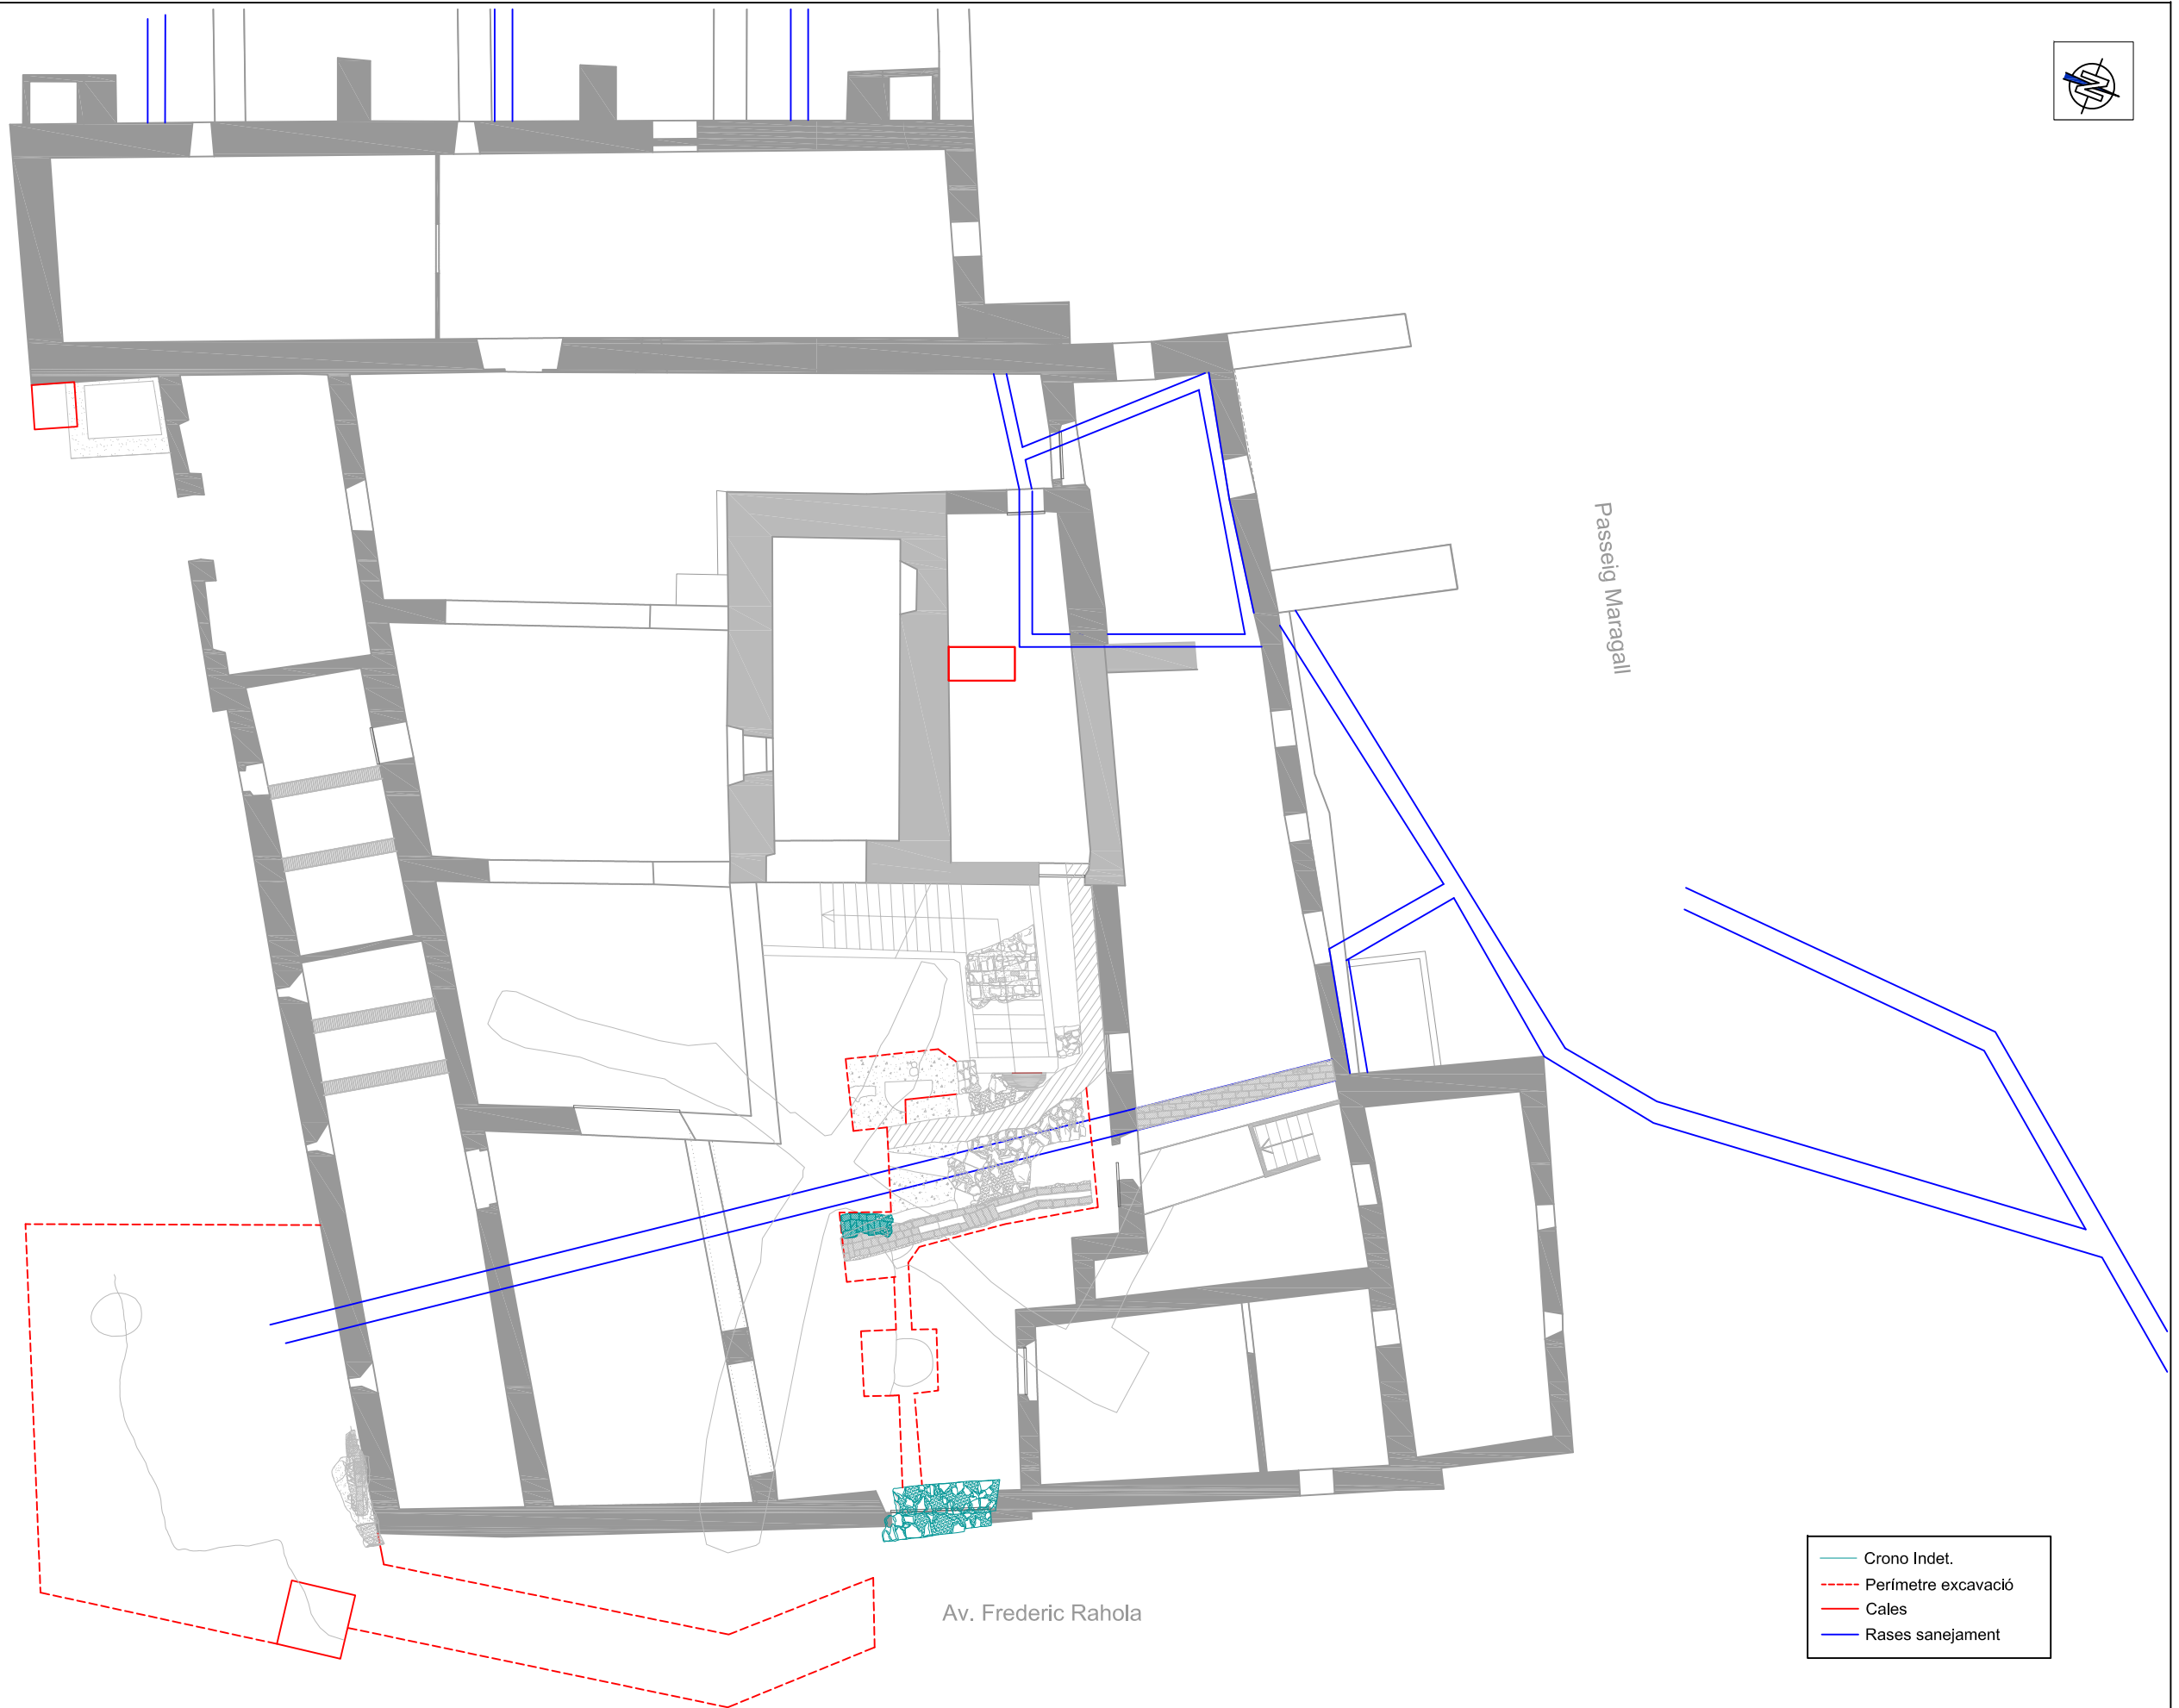 Passeig Maragall
Av. Frederic Rahola
Crono Indet.
Perímetre excavació
Cales
Rases sanejament